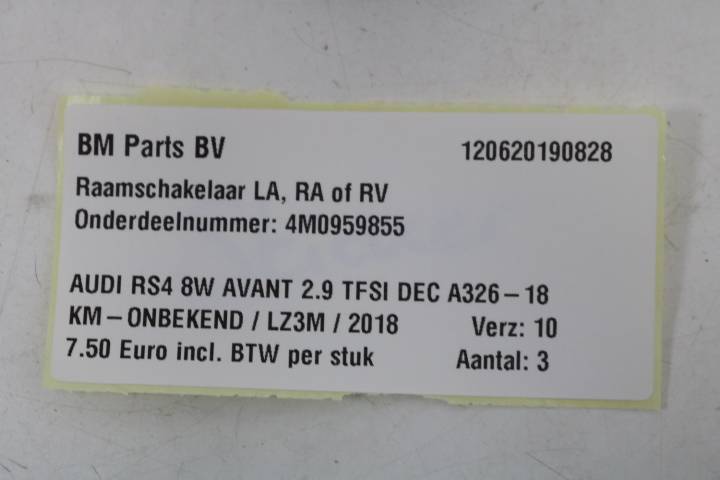 BM Parts BV 120620190828
Raamschakelaar LA, RA of RV
Onderdeelnummer: 4M0959855
AUDI RS4 8W AVANT 2.9 TFSI DEC A326-18
KM-ONBEKEND / LZ3M / 2018 Verz: 10
7.50 Euro incl. BTW per stuk Aantal: 3